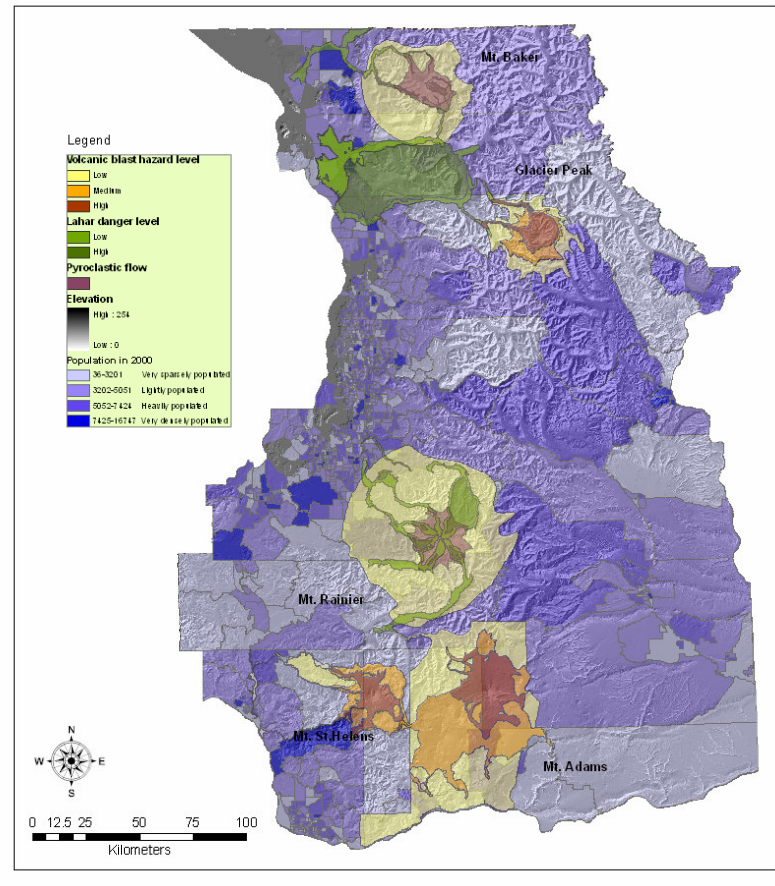 Mt. Baker
Legend
Volcanic blast hazard level
Low
Medium
High
Lahar danger level
Low
High
Pyroclastic flow
Elevation
High : 254
Low : 0
Population in 2000
36-3201 Very sparsely populated
3202-5051 Lightly populated
5052-7424 Heavily populated
7425-16747 Very densely populated
Glacier Peak
Mt. Rainier
Mt. St.Helens
Mt. Adams
N
W E
S
0 12.5 25 50 75 100
Kilometers